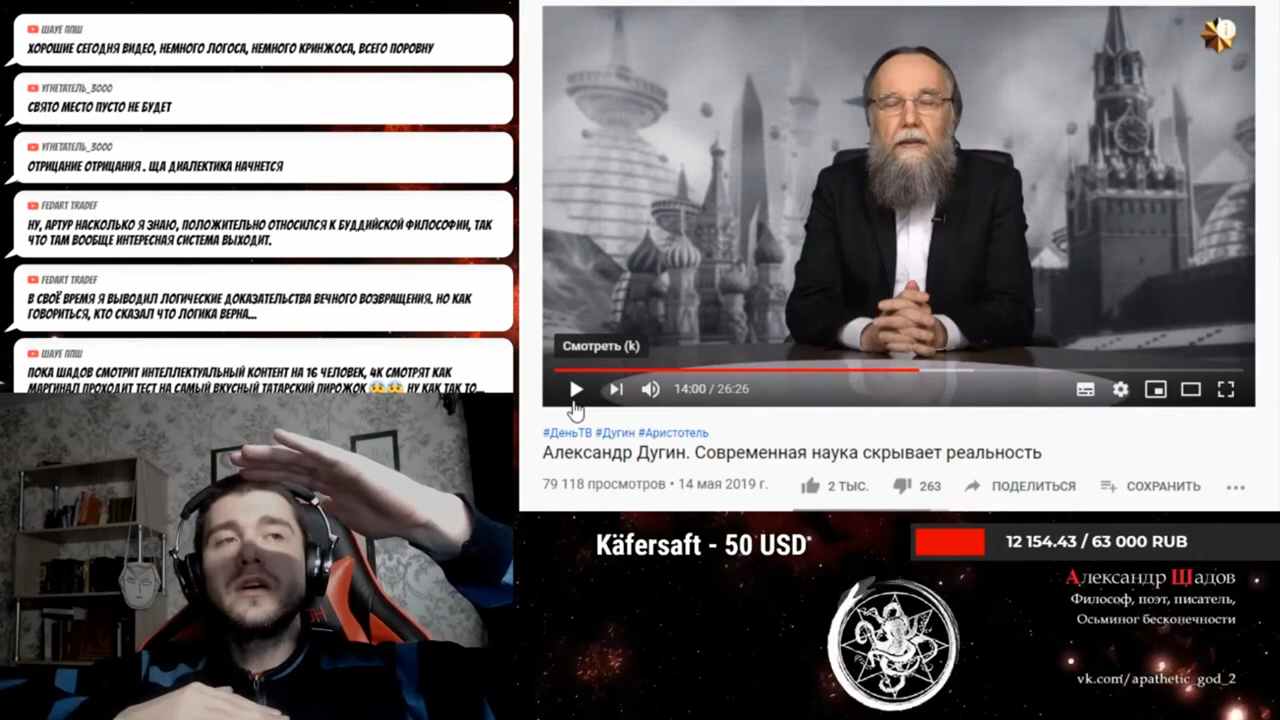 ШАУЕ ППШ
ХОРОШИЕ СЕГОДНЯ ВИДЕО, НЕМНОГО ЛОГОСА, НЕМНОГО КРИНЖОСА, ВСЕГО ПОРОВНУ
УГНЕТАТЕЛЬ_3000
СВЯТО МЕСТО ПУСТО НЕ БУДЕТ
УГНЕТАТЕЛЬ_3000
ОТРИЦАНИЕ ОТРИЦАНИЯ . ЩА ДИАЛЕКТИКА НАЧНЕТСЯ
FEDART TRADEF
НУ, АРТУР НАСКОЛЬКО Я ЗНАЮ, ПОЛОЖИТЕЛЬНО ОТНОСИЛСЯ К БУДДИЙСКОЙ ФИЛОСОФИИ, ТАК
ЧТО ТАМ ВООБЩЕ ИНТЕРЕСНАЯ СИСТЕМА ВЫХОДИТ.
FEDART TRADEF
В СВОЁ ВРЕМЯ Я ВЫВОДИЛ ЛОГИЧЕСКИЕ ДОКАЗАТЕЛЬСТВА ВЕЧНОГО ВОЗВРАЩЕНИЯ. НО КАК
ГОВОРИТЬСЯ, КТО СКАЗАЛ ЧТО ЛОГИКА ВЕРНА...
ШАУЕ ППШ
ПОКА ШАДОВ СМОТРИТ ИНТЕЛЛЕКТУАЛЬНЫЙ КОНТЕНТ НА 16 ЧЕЛОВЕК, 4К СМОТРЯТ КАК
МАРГИНАЛ ПРОХОДИТ ТЕСТ НА САМЫЙ ВКУСНЫЙ ТАТАРСКИЙ ПИРОЖОК НУ КАК ТАК ТО...
Смотреть (k)
14:00 / 26:26
#ДеньТВ #Дугин #Аристотель
Александр Дугин. Современная наука скрывает реальность
79 118 просмотров • 14 мая 2019 г.
2 ТЫС.
263
ПОДЕЛИТЬСЯ
СОХРАНИТЬ
Käfersaft - 50 USD
12 154.43 / 63 000 RUB
Александр Шадов
Философ, поэт, писатель,
Осьминог бесконечности
vk.com/apathetic_god_2